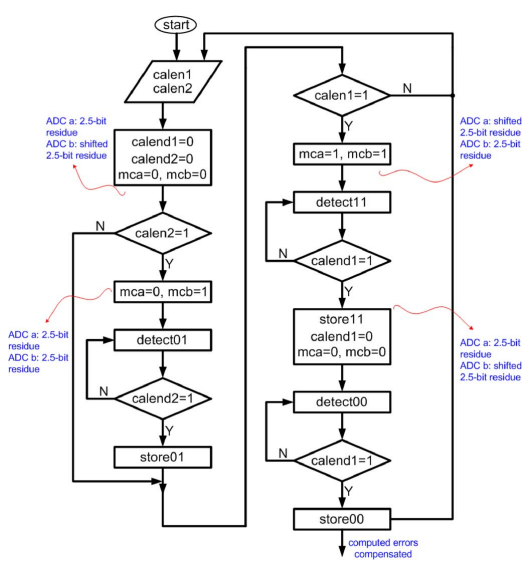 start
calen1
calen2
ADC a: 2.5-bit
residue
ADC b: shifted
2.5-bit residue
calend1=0
calend2=0
mca=0, mcb=0
N
calen2=1
Y
mca=0, mcb=1
ADC a: 2.5-bit
residue
ADC b: 2.5-bit
residue
detect01
N
calend2=1
Y
store01
calen1=1
N
Y
ADC a: shifted
2.5-bit residue
ADC b: 2.5-bit
residue
mca=1, mcb=1
detect11
N
calend1=1
Y
store11
calend1=0
mca=0, mcb=0
ADC a: 2.5-bit
residue
ADC b: shifted
2.5-bit residue
detect00
N
calend1=1
Y
store00
computed errors
compensated